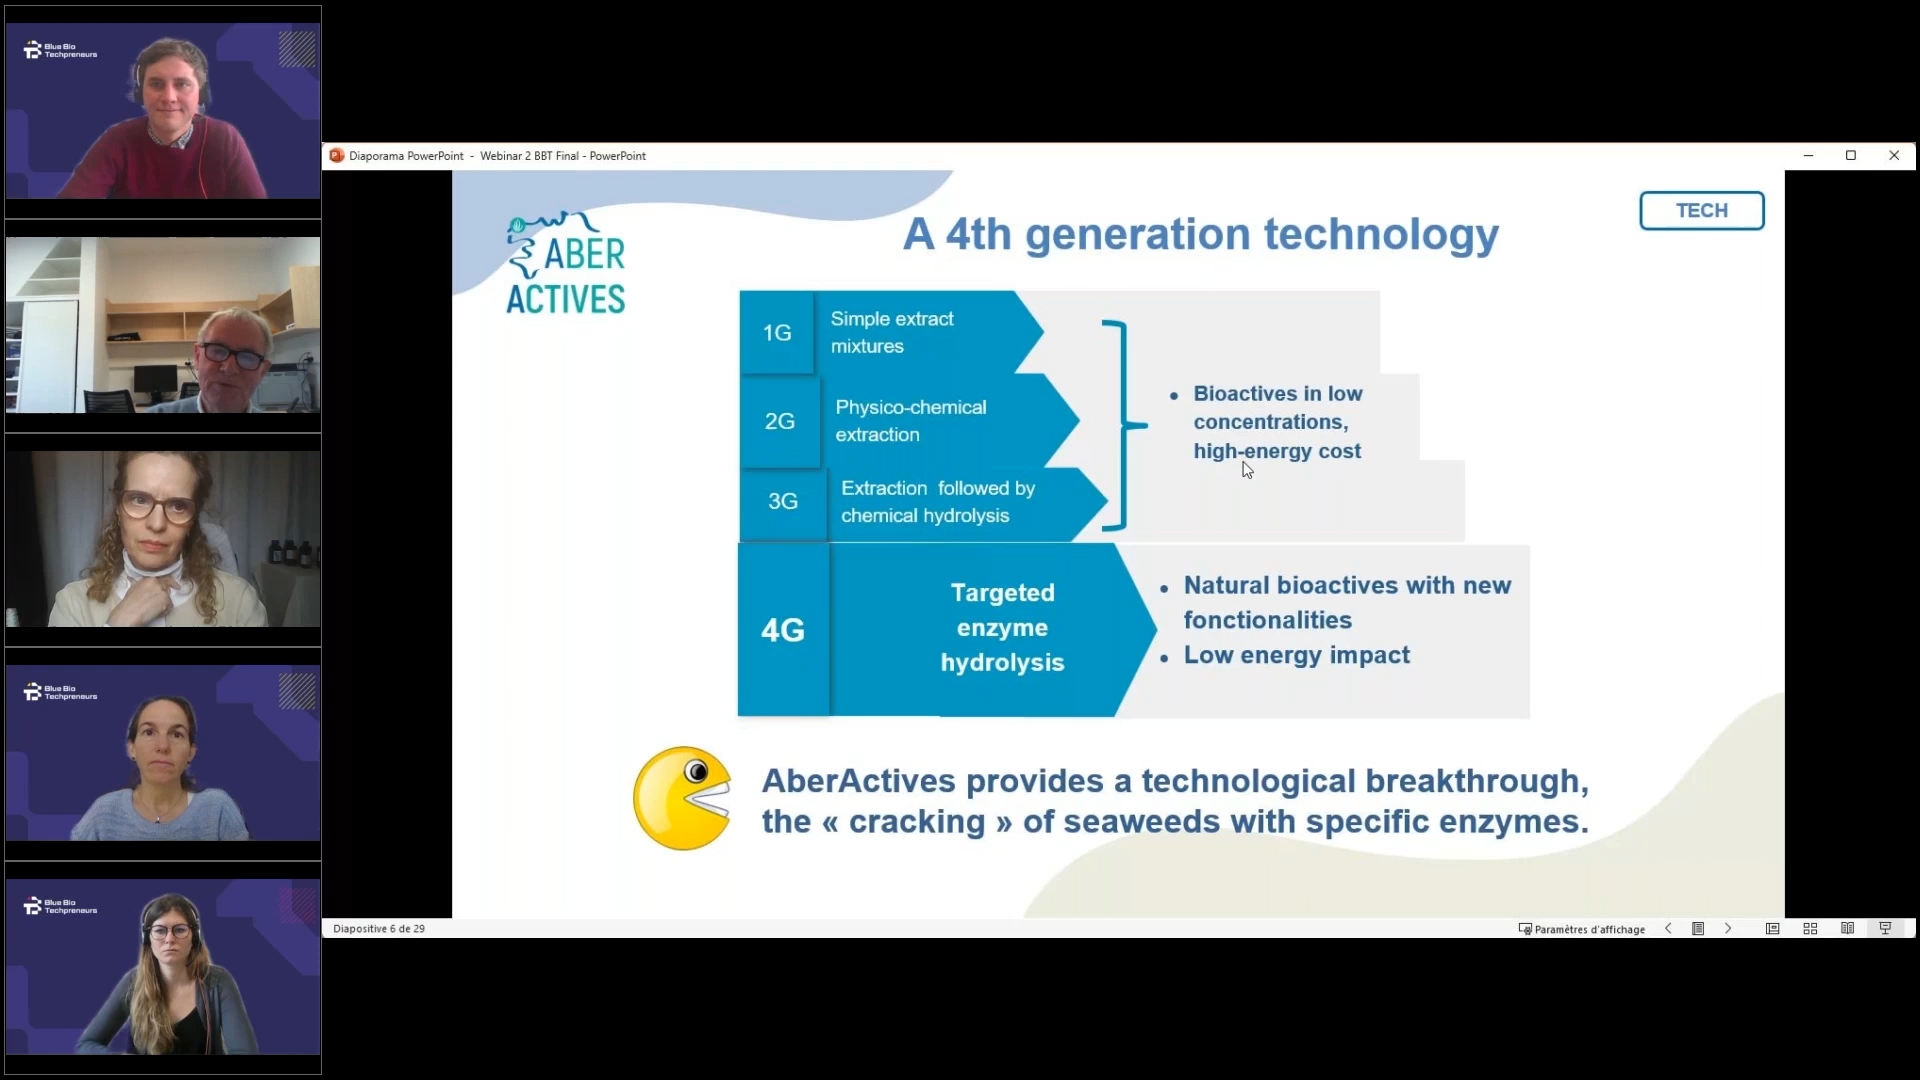 Blue Bio
Techpreneurs
Blue Bio
Techpreneurs
Blue Bio
Techpreneurs
Diaporama PowerPoint - Webinar 2 BBT Final - PowerPoint
ABER
ACTIVES
A 4th generation technology
TECH
1G
Simple extract
mixtures
2G
Physico-chemical
extraction
3G
Extraction followed by
chemical hydrolysis
• Bioactives in low
concentrations,
high-energy cost
4G
Targeted
enzyme
hydrolysis
• Natural bioactives with new
fonctionalities
• Low energy impact
AberActives provides a technological breakthrough,
the « cracking » of seaweeds with specific enzymes.
Diapositive 6 de 29
Paramètres d'affichage